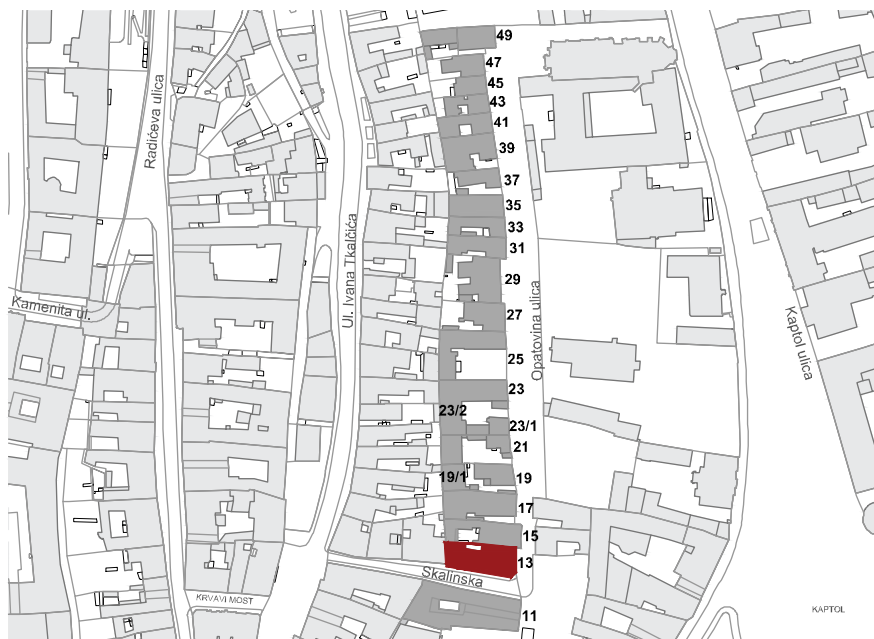 49
47
45
43
41
39
37
35
33
31
29
27
25
23
23/2
23/1
21
19/1
19
17
15
13
11
Radićeva ulica
Kamenita ul.
Ul. Ivana Tkalčića
Opatovina ulica
Kaptol ulica
Skalinska
KRVAVI MOST
KAPTOL